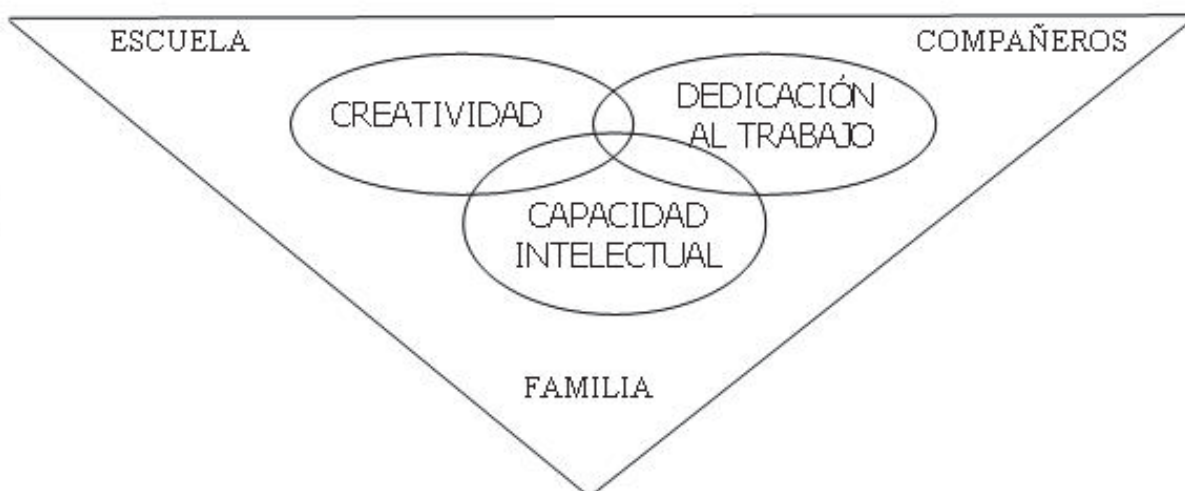 ESCUELA
COMPAÑEROS
CREATIVIDAD
DEDICACIÓN
AL TRABAJO
CAPACIDAD
INTELECTUAL
FAMILIA